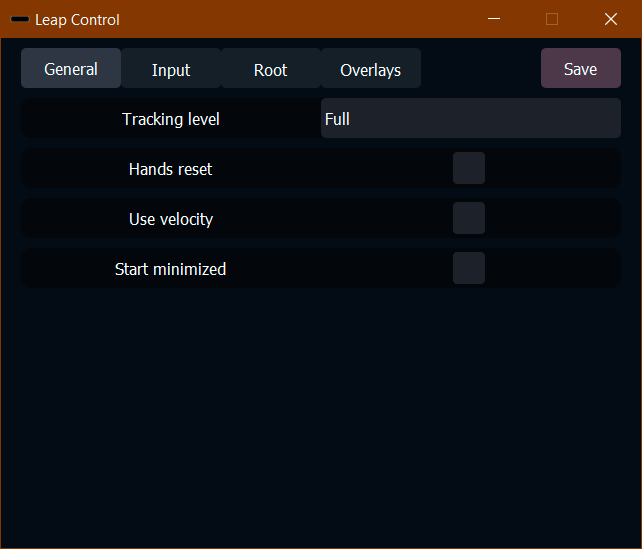 Leap Control
General Input Root Overlays Save
Tracking level Full
Hands reset
Use velocity
Start minimized